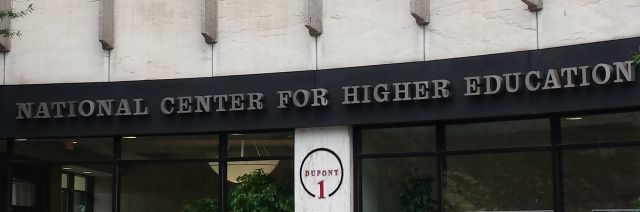 NATIONAL CENTER FOR HIGHER EDUCATION
DUPONT
1